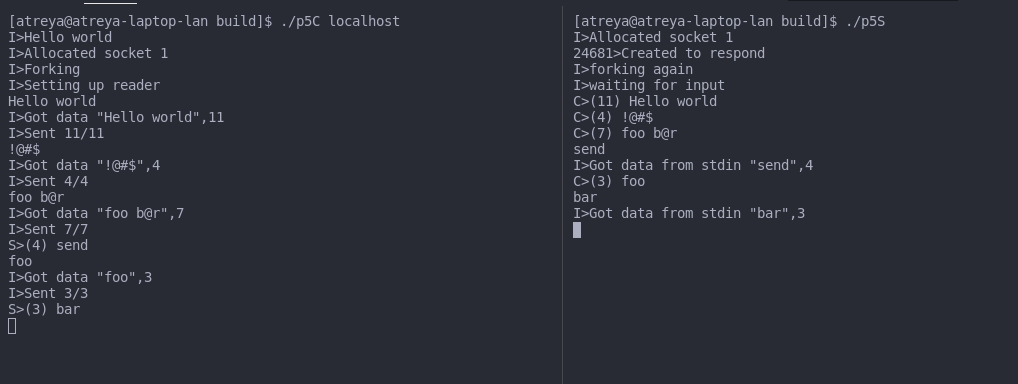 [atreya@atreya-laptop-lan build]$ ./p5C localhost
I>Hello world
I>Allocated socket 1
I>Forking
I>Setting up reader
Hello world
I>Got data "Hello world",11
I>Sent 11/11
!@#$
I>Got data "!@#$",4
I>Sent 4/4
foo b@r
I>Got data "foo b@r",7
I>Sent 7/7
S>(4) send
foo
I>Got data "foo",3
I>Sent 3/3
S>(3) bar
[atreya@atreya-laptop-lan build]$ ./p5S
I>Allocated socket 1
24681>Created to respond
I>forking again
I>waiting for input
C>(11) Hello world
C>(4) !@#$
C>(7) foo b@r
send
I>Got data from stdin "send",4
C>(3) foo
bar
I>Got data from stdin "bar",3